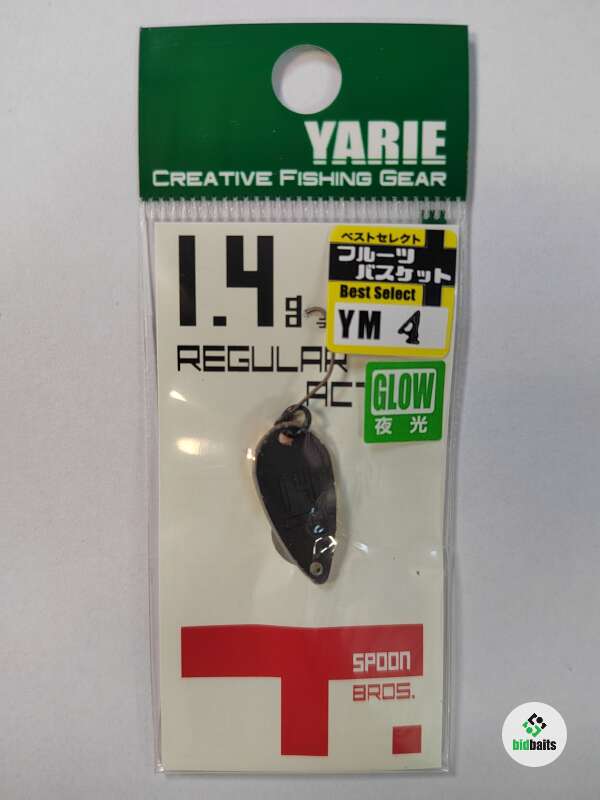 YARIE
CREATIVE FISHING GEAR
1.4g
ベストセレクト
フルーツ
バスケット
Best Select
YM 4
REGULAR
ACT
GLOW
夜光
T.
SPOON
BROS.
bidbaits